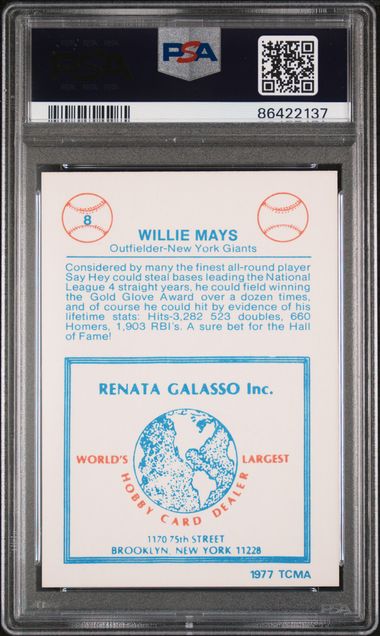 PSA
PSA
86422137
8
WILLIE MAYS
Outfielder-New York Giants
Considered by many the finest all-round player
Say Hey could steal bases leading the National
League 4 straight years, he could field winning
the Gold Glove Award over a dozen times,
and of course he could hit by evidence of his
lifetime stats: Hits-3,282 523 doubles, 660
Homers, 1,903 RBI's. A sure bet for the Hall
of Fame!
RENATA GALASSO Inc.
WORLD'S LARGEST
HOBBY CARD DEALER
1170 75th STREET
BROOKLYN, NEW YORK 11228
1977 TCMA